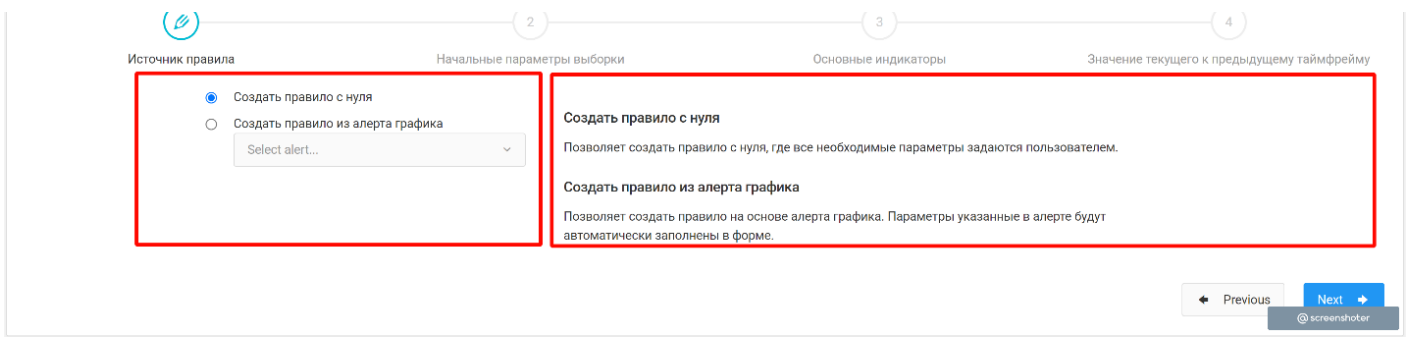 2
3
4
Источник правила
Начальные параметры выборки
Основные индикаторы
Значение текущего к предыдущему таймфрейму
Создать правило с нуля
Создать правило из алерта графика
Select alert...
Создать правило с нуля
Позволяет создать правило с нуля, где все необходимые параметры задаются пользователем.
Создать правило из алерта графика
Позволяет создать правило на основе алерта графика. Параметры указанные в алерте будут
автоматически заполнены в форме.
Previous
Next
@screenshoter